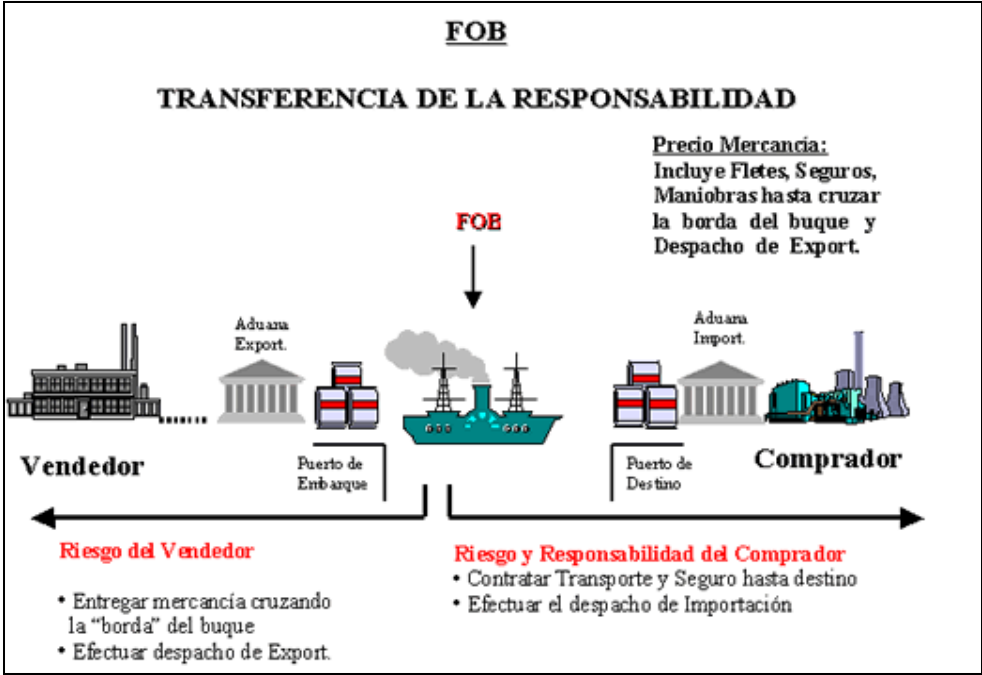 FOB
TRANSFERENCIA DE LA RESPONSABILIDAD
Precio Mercancía:
Incluye Fletes, Seguros,
Maniobras hasta cruzar
la borda del buque y
Despacho de Export.
FOB
Aduana
Export.
Aduana
Import.
Vendedor
Puerto de
Embarque
Puerto de
Destino
Comprador
Riesgo del Vendedor
• Entregar mercancía cruzando
la "borda" del buque
• Efectuar despacho de Export.
Riesgo y Responsabilidad del Comprador
• Contratar Transporte y Seguro hasta destino
• Efectuar el despacho de Importación